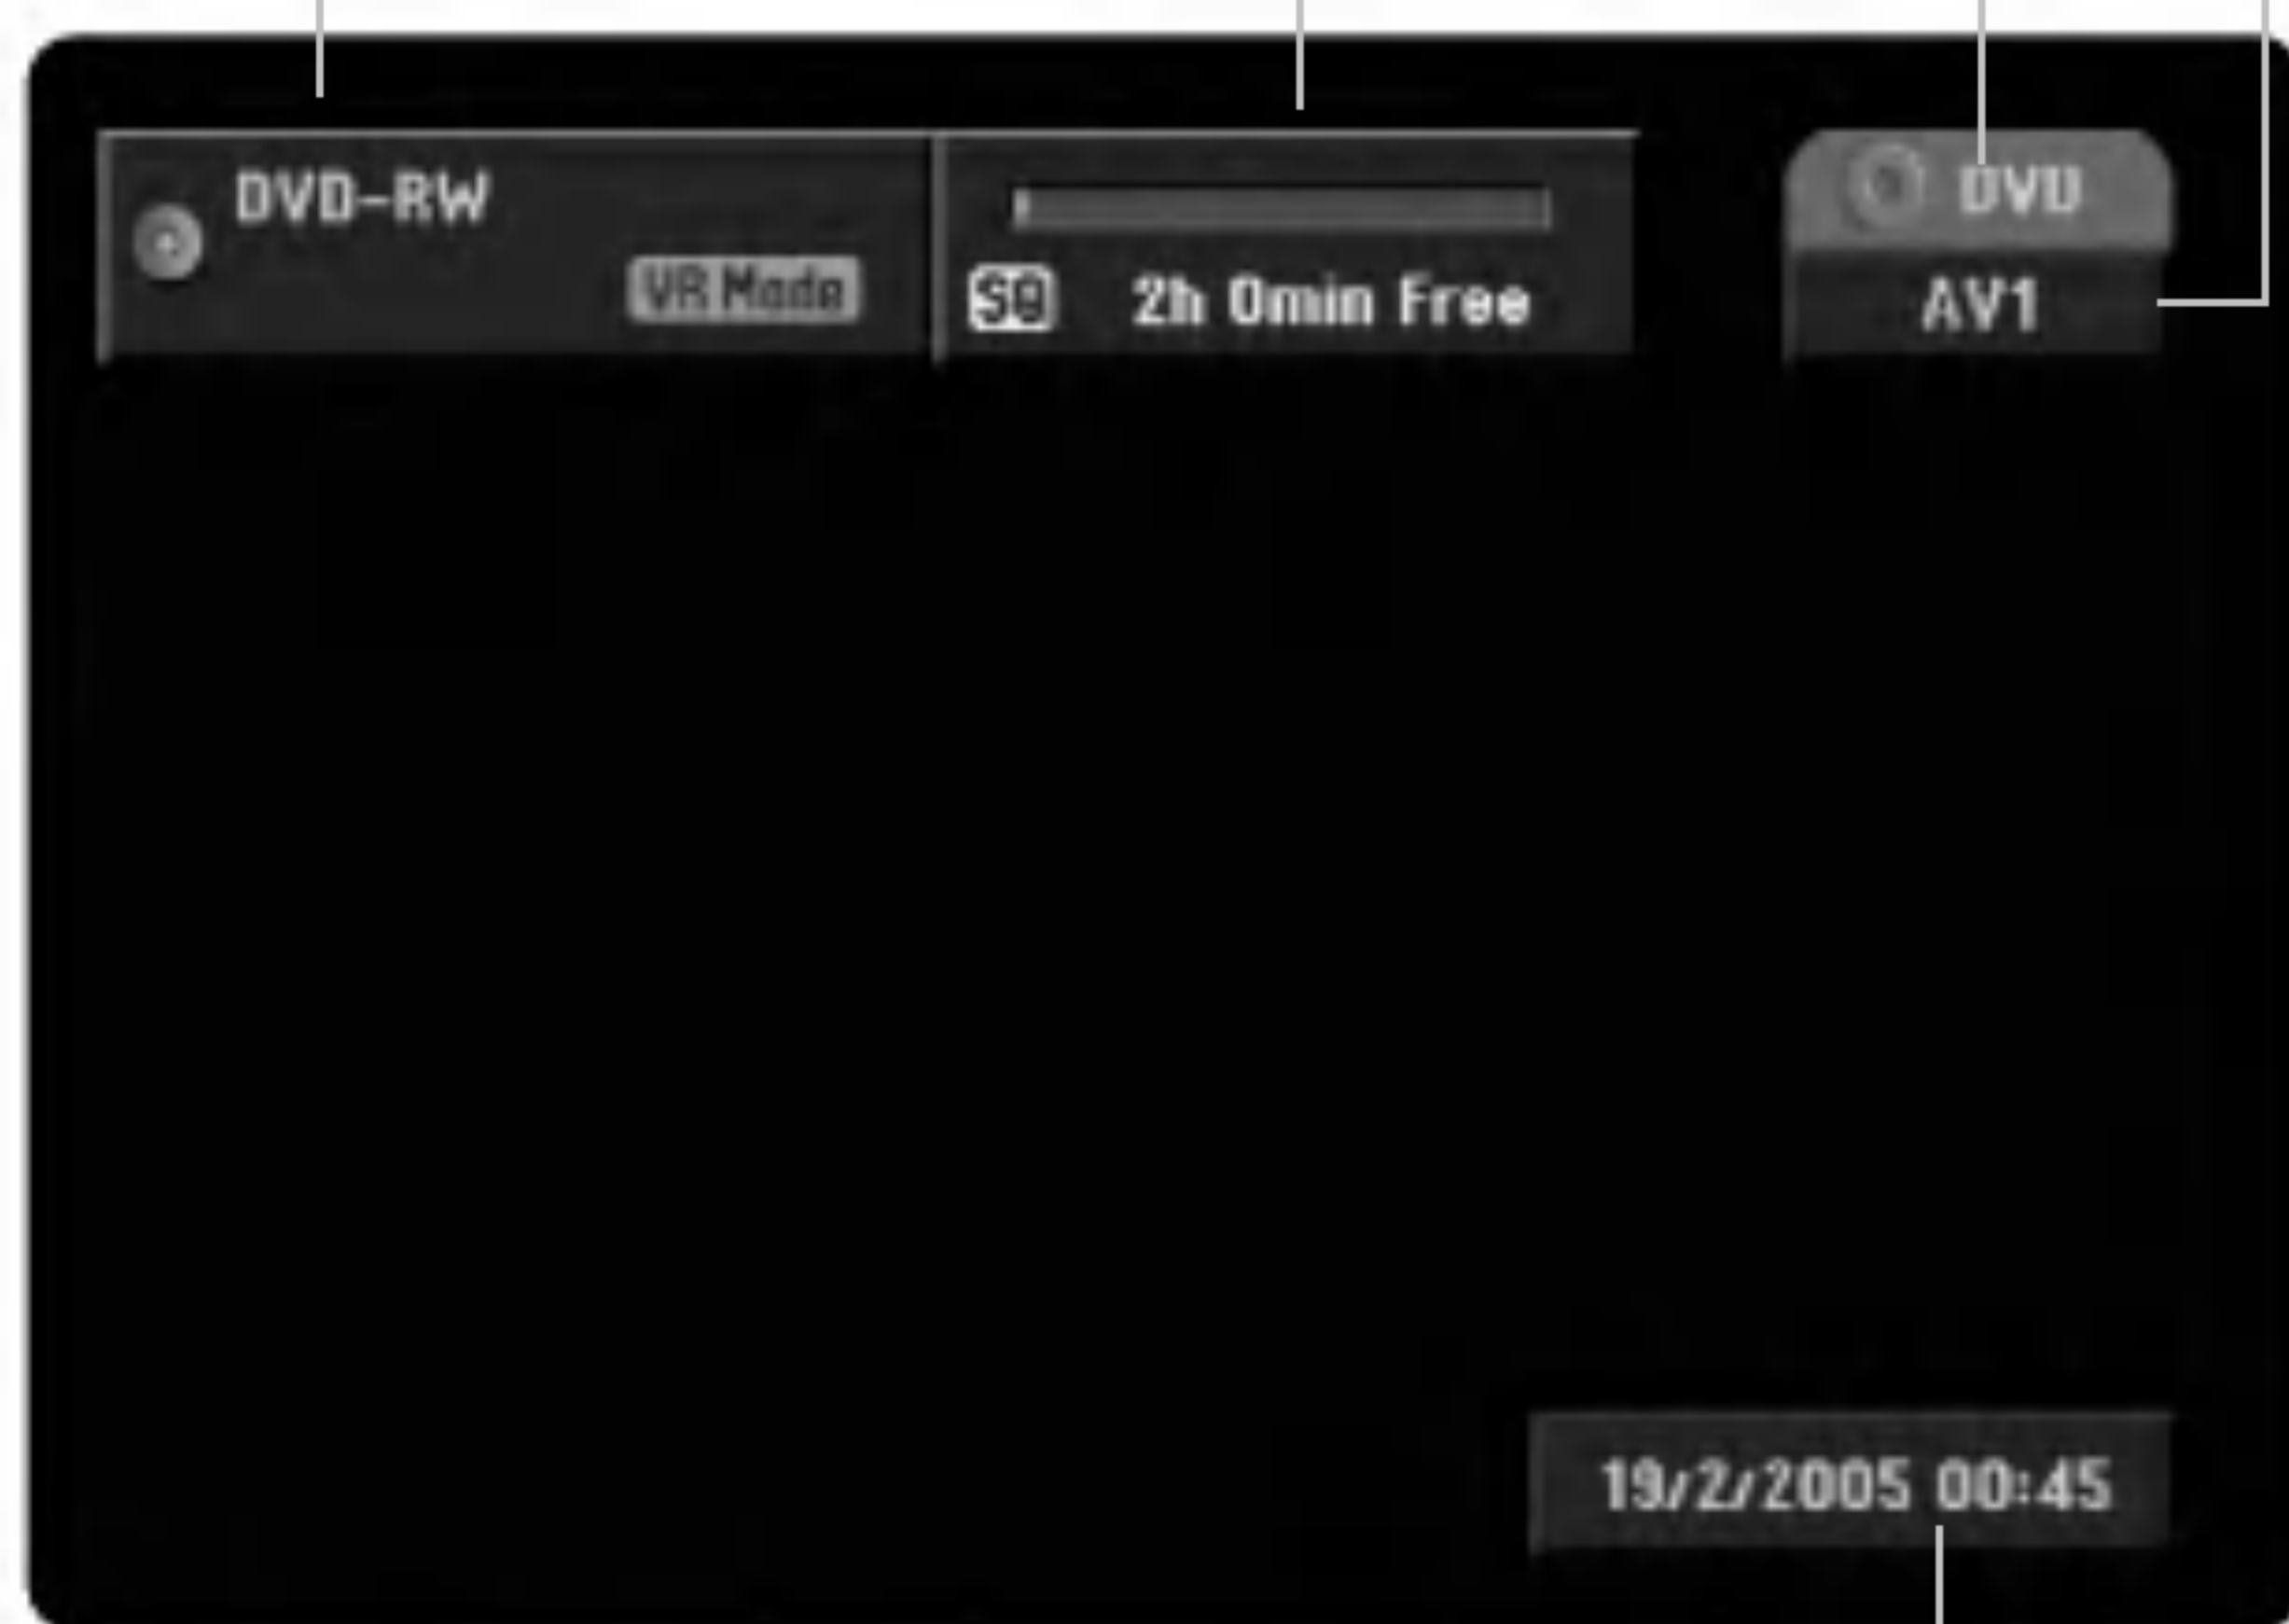 DVD-RW
VR Mode
SQ 2h 0min Free
DVD
AV1
19/2/2005 00:45